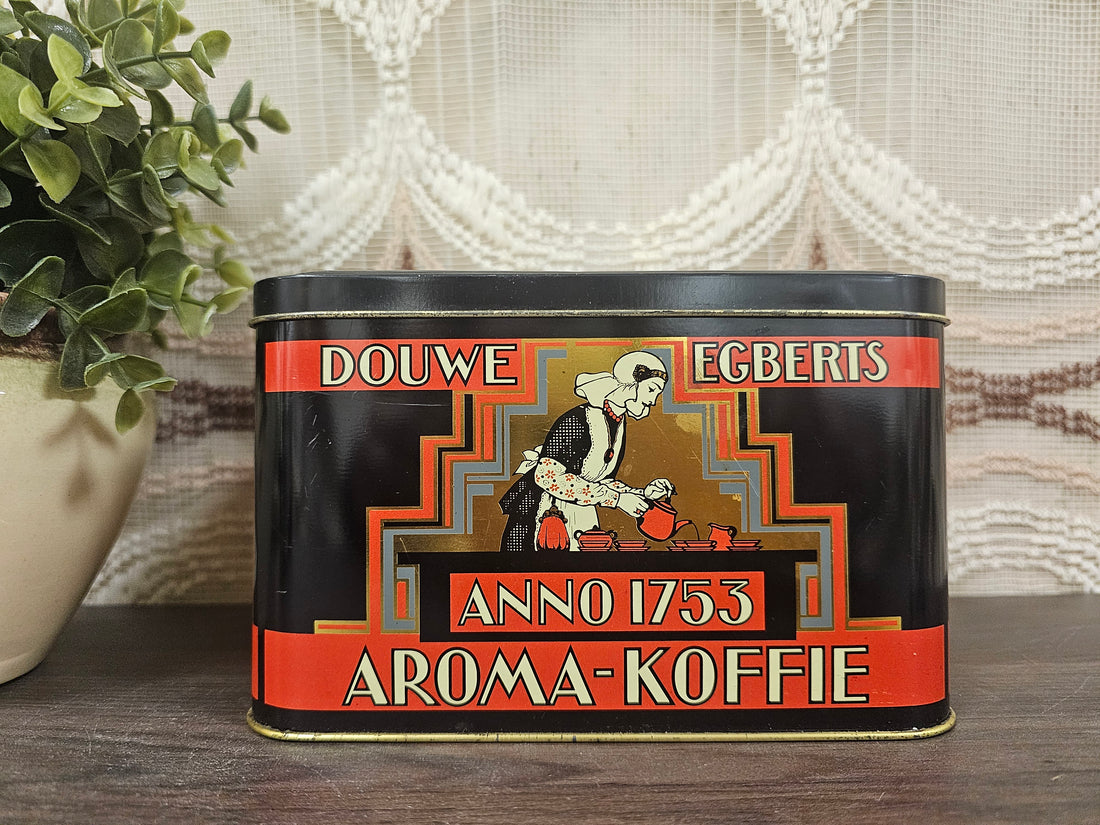 DOUWE EGBERTS
ANNO 1753
AROMA-KOFFIE